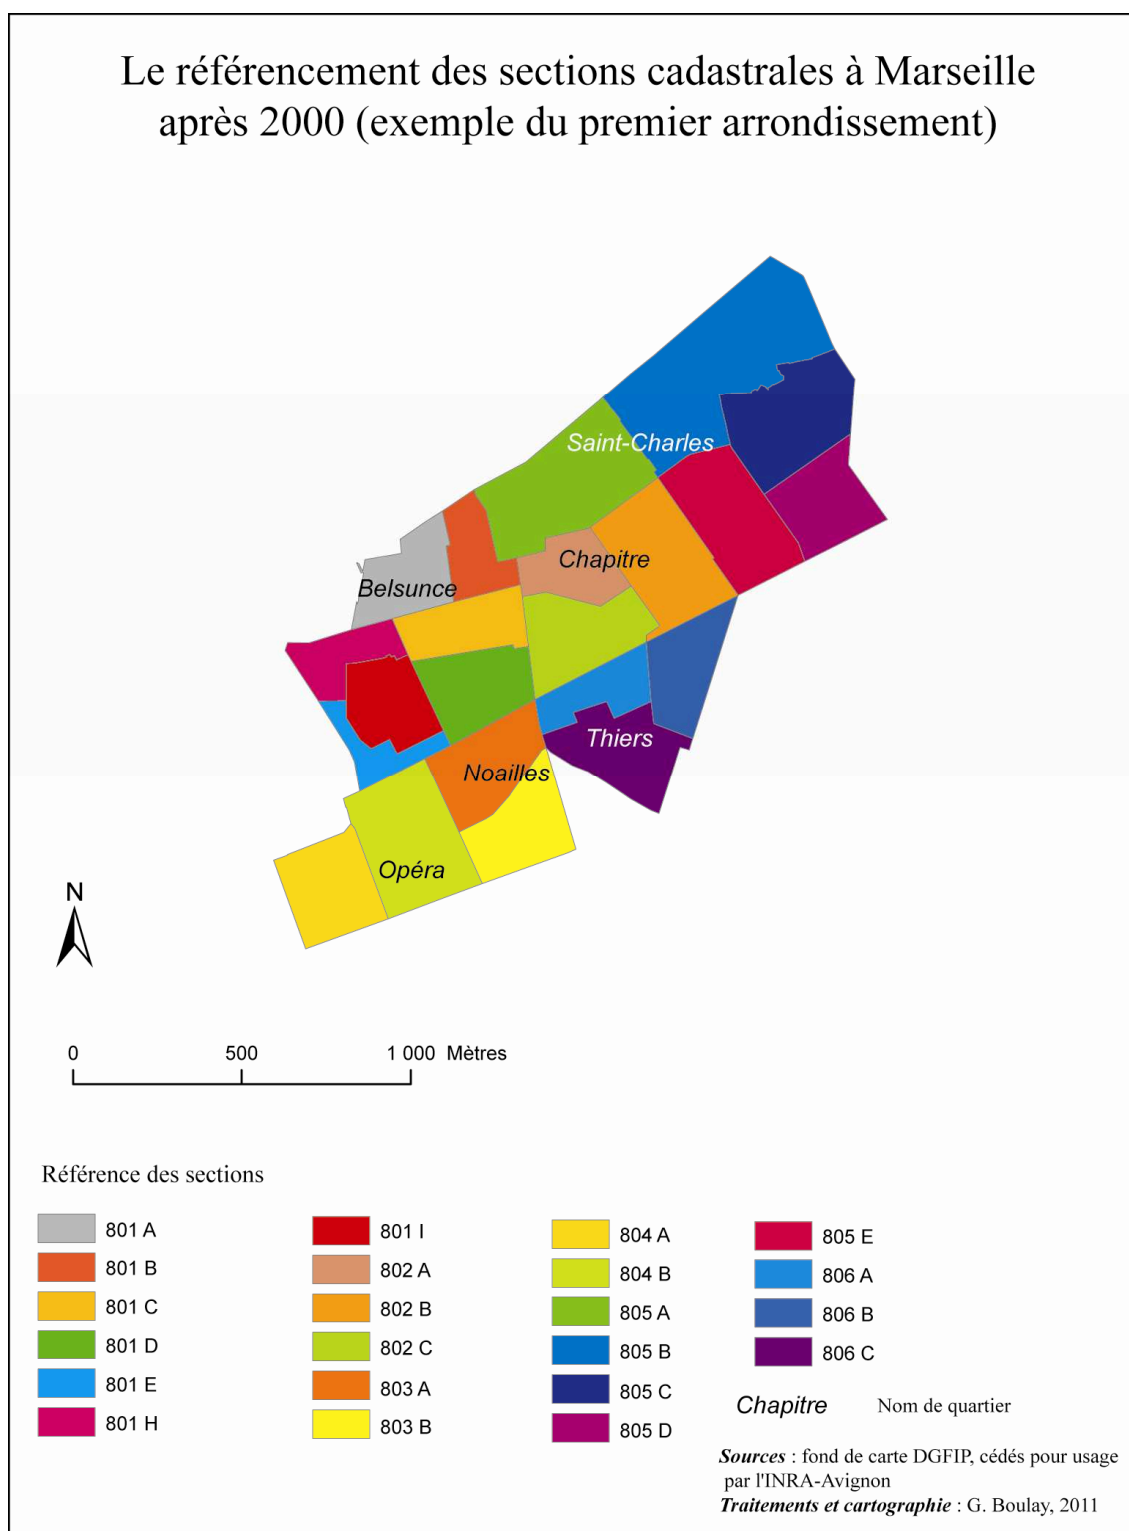 Le référencement des sections cadastrales à Marseille
après 2000 (exemple du premier arrondissement)
Saint-Charles
Chapitre
Belsunce
Thiers
Noailles
Opéra
N
0 500 1 000 Mètres
Référence des sections
801 A
801 B
801 C
801 D
801 E
801 H
801 I
802 A
802 B
802 C
803 A
803 B
804 A
804 B
805 A
805 B
805 C
805 D
805 E
806 A
806 B
806 C
Chapitre Nom de quartier
Sources : fond de carte DGFIP, cédés pour usage
par l'INRA-Avignon
Traitements et cartographie : G. Boulay, 2011